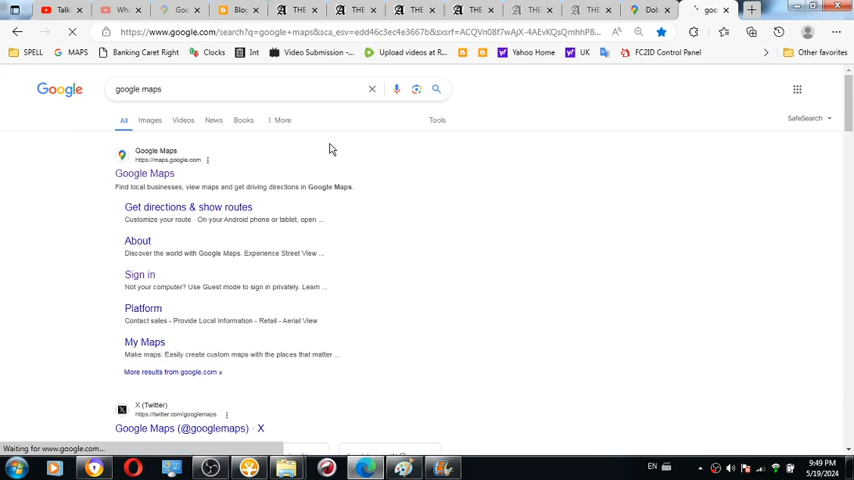 Talki
Wha
Goo
Blog
THE
THE
THE
THE
THE
THE
Dob
goo
https://www.google.com/search?q=google+maps&sca_esv=edd46c3ec4e3667b&sxsrf=ACQVn08f7wAjX-4AEvKQsQmhhP8...
SPELL
MAPS
Banking Caret Right
Clocks
Int
Video Submission -...
Upload videos at R...
Yahoo Home
UK
FC2ID Control Panel
Other favorites
Google
google maps
All
Images
Videos
News
Books
More
Tools
SafeSearch
Google Maps
https://maps.google.com
Google Maps
Find local businesses, view maps and get driving directions in Google Maps.
Get directions & show routes
Customize your route · On your Android phone or tablet, open ...
About
Discover the world with Google Maps. Experience Street View ...
Sign in
Not your computer? Use Guest mode to sign in privately. Learn ...
Platform
Contact sales - Provide Local Information - Retail - Aerial View
My Maps
Make maps. Easily create custom maps with the places that matter ...
More results from google.com »
X (Twitter)
https://twitter.com/googlemaps
Google Maps (@googlemaps) · X
Waiting for www.google.com...
EN
9:49 PM
5/19/2024